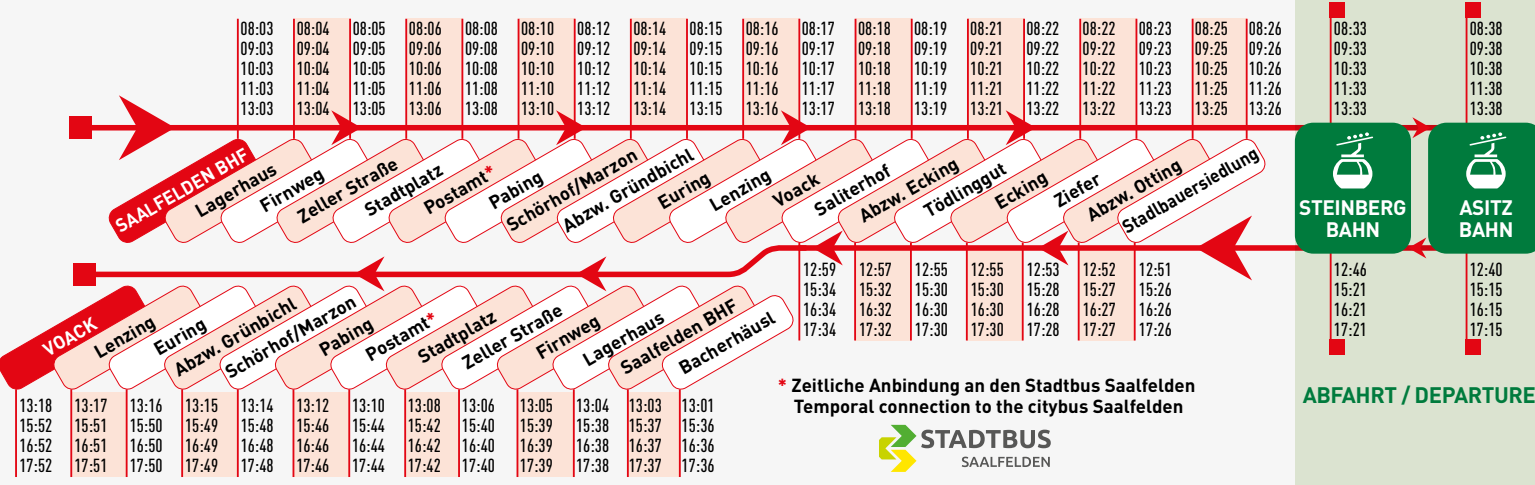 08:03 08:04 08:05 08:06 08:08 08:10 08:12 08:14 08:15 08:16 08:17 08:18 08:19 08:21 08:22 08:22 08:23 08:25 08:26 08:33 08:38
09:03 09:04 09:05 09:06 09:08 09:10 09:12 09:14 09:15 09:16 09:17 09:18 09:19 09:21 09:22 09:22 09:23 09:25 09:26 09:33 09:38
10:03 10:04 10:05 10:06 10:08 10:10 10:12 10:14 10:15 10:16 10:17 10:18 10:19 10:21 10:22 10:22 10:23 10:25 10:26 10:33 10:38
11:03 11:04 11:05 11:06 11:08 11:10 11:12 11:14 11:15 11:16 11:17 11:18 11:19 11:21 11:22 11:22 11:23 11:25 11:26 11:33 11:38
13:03 13:04 13:05 13:06 13:08 13:10 13:12 13:14 13:15 13:16 13:17 13:18 13:19 13:21 13:22 13:22 13:23 13:25 13:26 13:33 13:38
SAALFELDEN BHF
Lagerhaus
Firnweg
Zeller Straße
Stadtplatz
Postamt*
Pabing
Schörhof/Marzon
Abzw. Gründbichl
Euring
Lenzing
Voack
Saliterhof
Abzw. Ecking
Tödlinggut
Ecking
Ziefer
Abzw. Otting
Stadlbauersiedlung
STEINBERG
BAHN
ASITZ
BAHN
12:59 12:57 12:55 12:55 12:53 12:52 12:51 12:46 12:40
15:34 15:32 15:30 15:30 15:28 15:27 15:26 15:21 15:15
16:34 16:32 16:30 16:30 16:28 16:27 16:26 16:21 16:15
17:34 17:32 17:30 17:30 17:28 17:27 17:26 17:21 17:15
VOACK
Lenzing
Euring
Abzw. Grünbichl
Schörhof/Marzon
Pabing
Postamt*
Stadtplatz
Zeller Straße
Firnweg
Lagerhaus
Saalfelden BHF
Bacherhäusl
13:18 13:17 13:16 13:15 13:14 13:12 13:10 13:08 13:06 13:05 13:04 13:03 13:01
15:52 15:51 15:50 15:49 15:48 15:46 15:44 15:42 15:40 15:39 15:38 15:37 15:36
16:52 16:51 16:50 16:49 16:48 16:46 16:44 16:42 16:40 16:39 16:38 16:37 16:36
17:52 17:51 17:50 17:49 17:48 17:46 17:44 17:42 17:40 17:39 17:38 17:37 17:36
* Zeitliche Anbindung an den Stadtbus Saalfelden
Temporal connection to the citybus Saalfelden
STADTBUS
SAALFELDEN
ABFAHRT / DEPARTURE